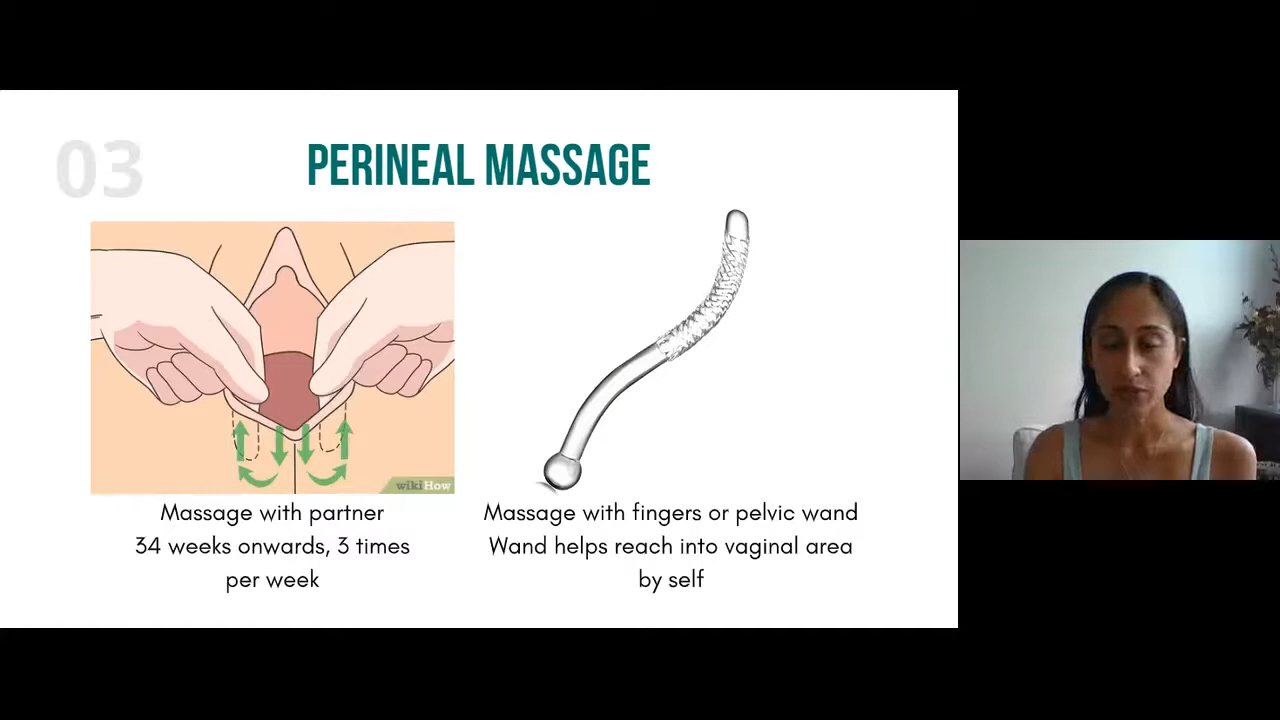 03
PERINEAL MASSAGE
wikiHow
Massage with partner
34 weeks onwards, 3 times
per week
Massage with fingers or pelvic wand
Wand helps reach into vaginal area
by self